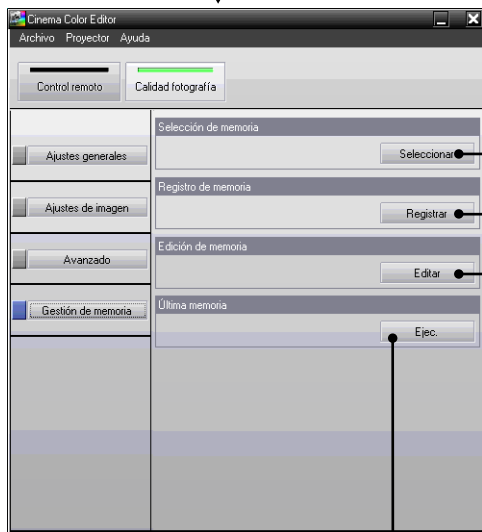 Cinema Color Editor
Archivo Proyector Ayuda
Control remoto Calidad fotografía
Selección de memoria
Ajustes generales Seleccionar
Registro de memoria
Ajustes de imagen Registrar
Edición de memoria
Avanzado Editar
Última memoria
Gestión de memoria Ejec.